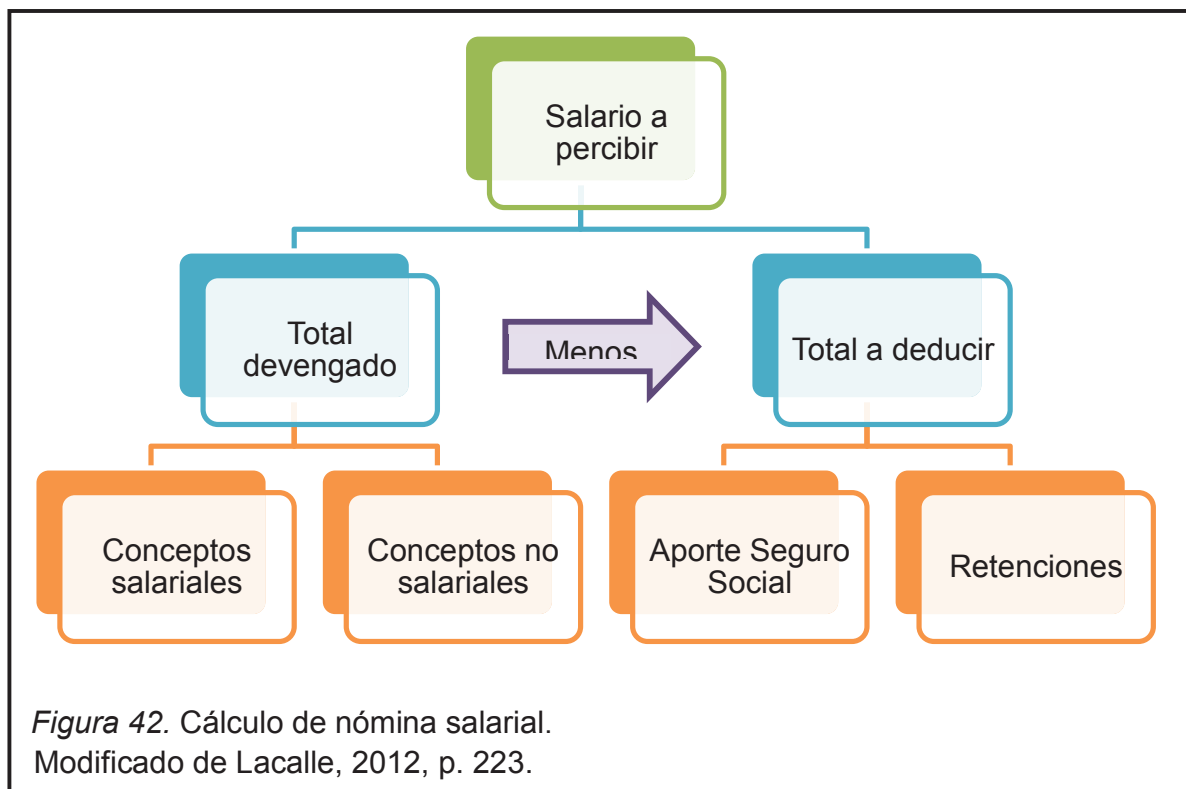 Salario a
percibir
Total
devengado
Menos
Total a deducir
Conceptos
salariales
Conceptos no
salariales
Aporte Seguro
Social
Retenciones
Figura 42. Cálculo de nómina salarial.
Modificado de Lacalle, 2012, p. 223.